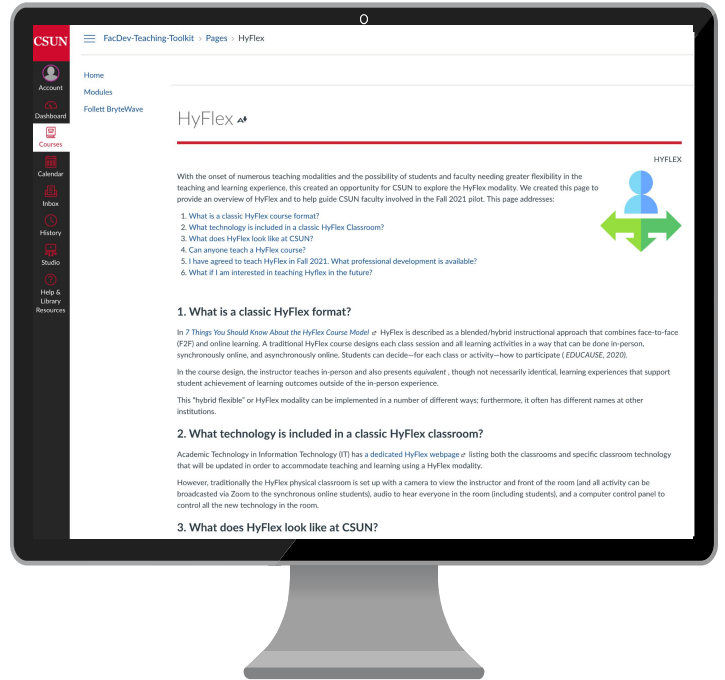 CSUN
FacDev-Teaching-Toolkit > Pages > HyFlex
Account
Dashboard
Courses
Calendar
Inbox
History
Studio
Help &
Library
Resources
Home
Modules
Follett BryteWave
HyFlex
HYFLEX
With the onset of numerous teaching modalities and the possibility of students and faculty needing greater flexibility in the
teaching and learning experience, this created an opportunity for CSUN to explore the HyFlex modality. We created this page to
provide an overview of HyFlex and to help guide CSUN faculty involved in the Fall 2021 pilot. This page addresses:
1. What is a classic HyFlex course format?
2. What technology is included in a classic HyFlex Classroom?
3. What does HyFlex look like at CSUN?
4. Can anyone teach a HyFlex course?
5. I have agreed to teach HyFlex in Fall 2021. What professional development is available?
6. What if I am interested in teaching Hyflex in the future?
1. What is a classic HyFlex format?
In 7 Things You Should Know About the HyFlex Course Model HyFlex is described as a blended/hybrid instructional approach that combines face-to-face
(F2F) and online learning. A traditional HyFlex course designs each class session and all learning activities in a way that can be done in-person,
synchronously online, and asynchronously online. Students can decide—for each class or activity—how to participate ( EDUCAUSE, 2020).
In the course design, the instructor teaches in-person and also presents equivalent , though not necessarily identical, learning experiences that support
student achievement of learning outcomes outside of the in-person experience.
This "hybrid flexible" or HyFlex modality can be implemented in a number of different ways; furthermore, it often has different names at other
institutions.
2. What technology is included in a classic HyFlex classroom?
Academic Technology in Information Technology (IT) has a dedicated HyFlex webpage listing both the classrooms and specific classroom technology
that will be updated in order to accommodate teaching and learning using a HyFlex modality.
However, traditionally the HyFlex physical classroom is set up with a camera to view the instructor and front of the room (and all activity can be
broadcasted via Zoom to the synchronous online students), audio to hear everyone in the room (including students), and a computer control panel to
control all the new technology in the room.
3. What does HyFlex look like at CSUN?